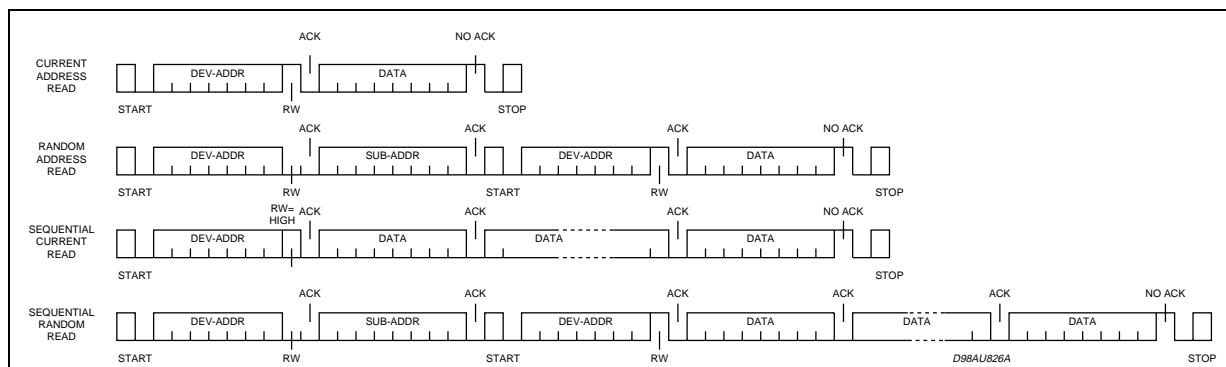 ACK NO ACK
CURRENT
ADDRESS
READ
DEV-ADDR DATA
START RW STOP
ACK ACK ACK NO ACK
RANDOM
ADDRESS
READ
DEV-ADDR SUB-ADDR DEV-ADDR DATA
START RW START RW STOP
RW=
HIGH
ACK ACK ACK NO ACK
SEQUENTIAL
CURRENT
READ
DEV-ADDR DATA DATA DATA
START STOP
ACK ACK ACK ACK ACK NO ACK
SEQUENTIAL
RANDOM
READ
DEV-ADDR SUB-ADDR DEV-ADDR DATA DATA DATA
START RW START RW D98AU826A STOP